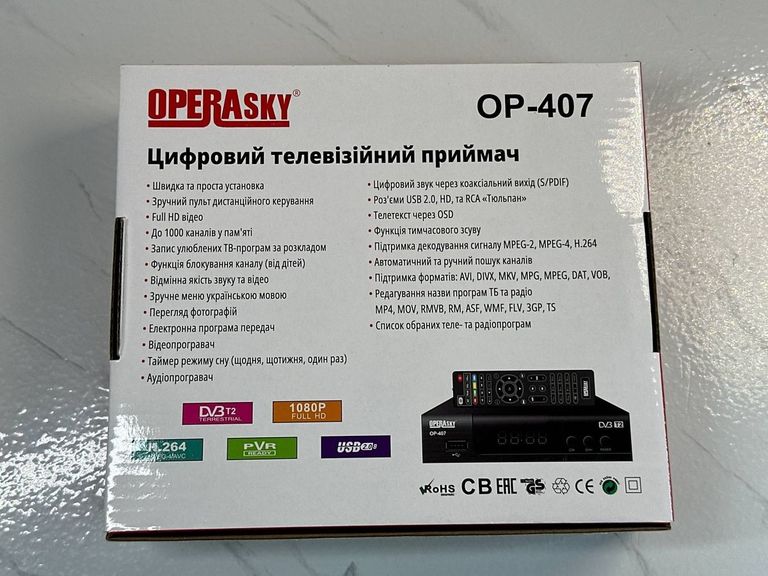 OPERASKY®
OP-407
Цифровий телевізійний приймач
• Швидка та проста установка
• Зручний пульт дистанційного керування
• Full HD відео
• До 1000 каналів у пам'яті
• Запис улюблених ТВ-програм за розкладом
• Функція блокування каналу (від дітей)
• Відмінна якість звуку та відео
• Зручне меню українською мовою
• Перегляд фотографій
• Електронна програма передач
• Відеопрогравач
• Таймер режиму сну (щодня, щотижня, один раз)
• Аудіопрогравач
• Цифровий звук через коаксіальний вихід (S/PDIF)
• Роз'єми USB 2.0, HD, та RCA «Тюльпан»
• Телетекст через OSD
• Функція тимчасового зсуву
• Підтримка декодування сигналу MPEG-2, MPEG-4, H.264
• Автоматичний та ручний пошук каналів
• Підтримка форматів: AVI, DIVX, MKV, MPG, MPEG, DAT, VOB,
• Редагування назви програм ТБ та радіо
MP4, MOV, RMVB, RM, ASF, WMF, FLV, 3GP, TS
• Список обраних теле- та радіопрограм
DVB T2
TERRESTRIAL
1080P
FULL HD
H.264
PVR
READY
USB 2.0
OPERASKY
OP-407
DVB T2
RoHS CB EAC GS CE